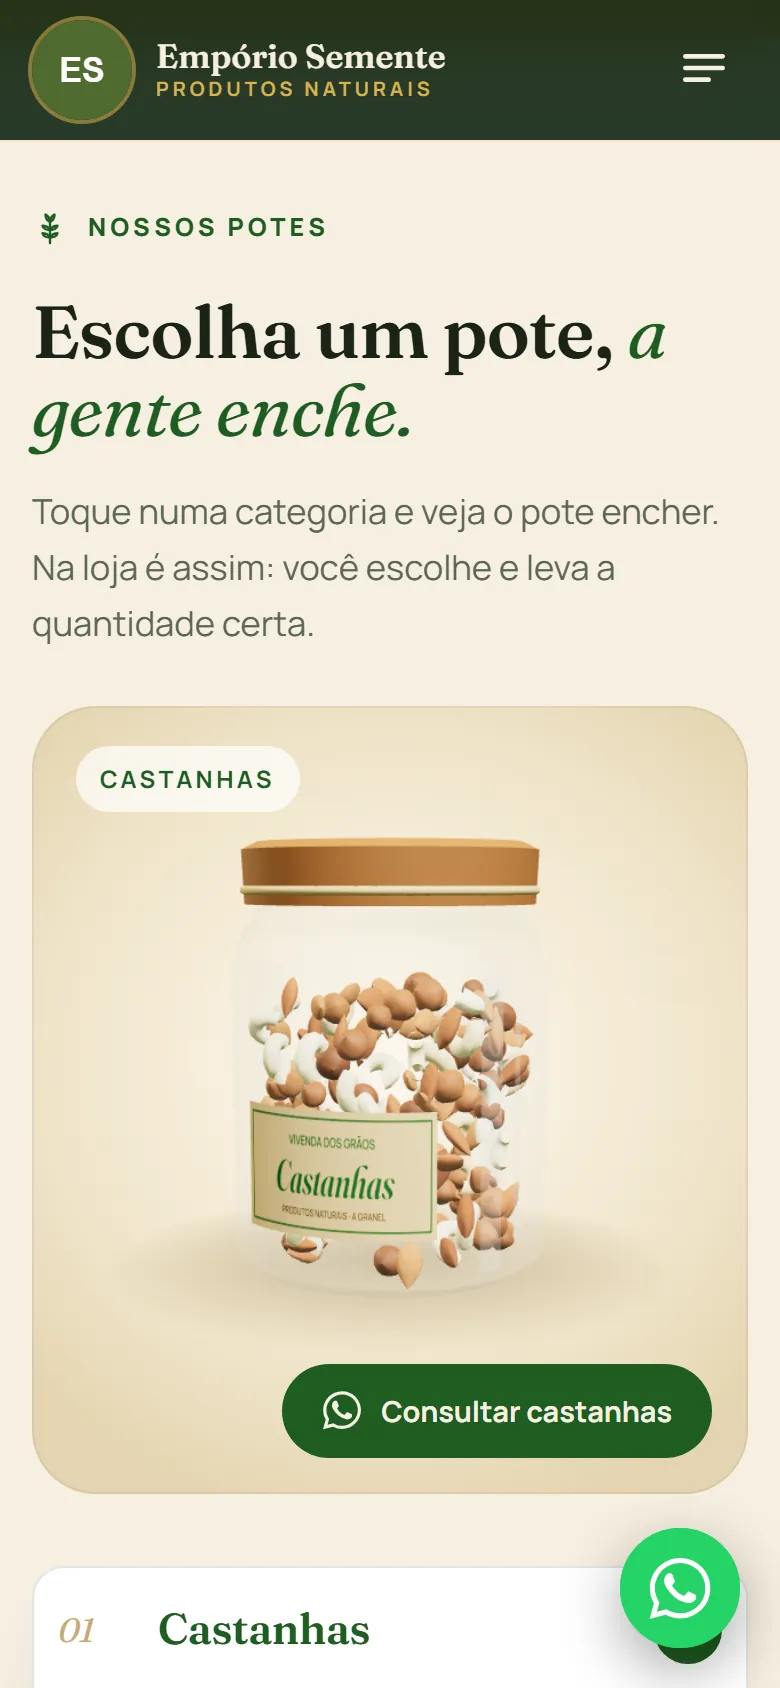 ES
Empório Semente
PRODUTOS NATURAIS
NOSSOS POTES
Escolha um pote, a
gente enche.
Toque numa categoria e veja o pote encher.
Na loja é assim: você escolhe e leva a
quantidade certa.
CASTANHAS
VIVENDA DOS GRÃOS
Castanhas
PRODUTOS NATURAIS · A GRANEL
Consultar castanhas
01
Castanhas